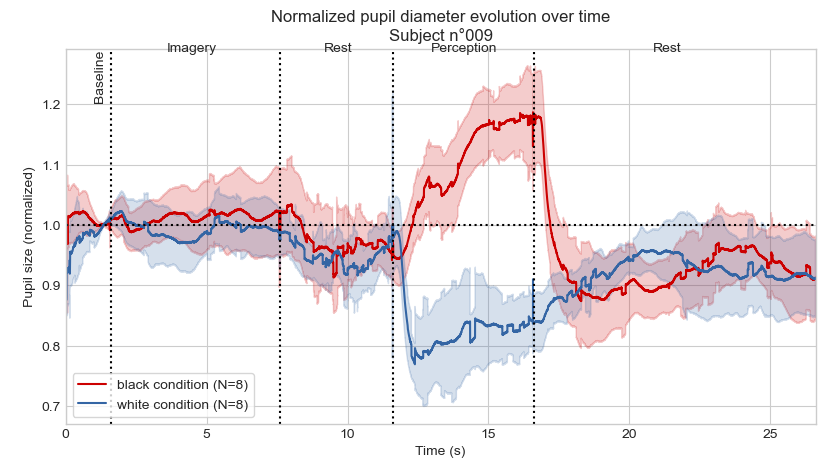 Normalized pupil diameter evolution over time
Subject n°009
Baseline
Imagery
Rest
Perception
Rest
Pupil size (normalized)
1.2
1.1
1.0
0.9
0.8
0.7
black condition (N=8)
white condition (N=8)
0
5
10
15
20
25
Time (s)